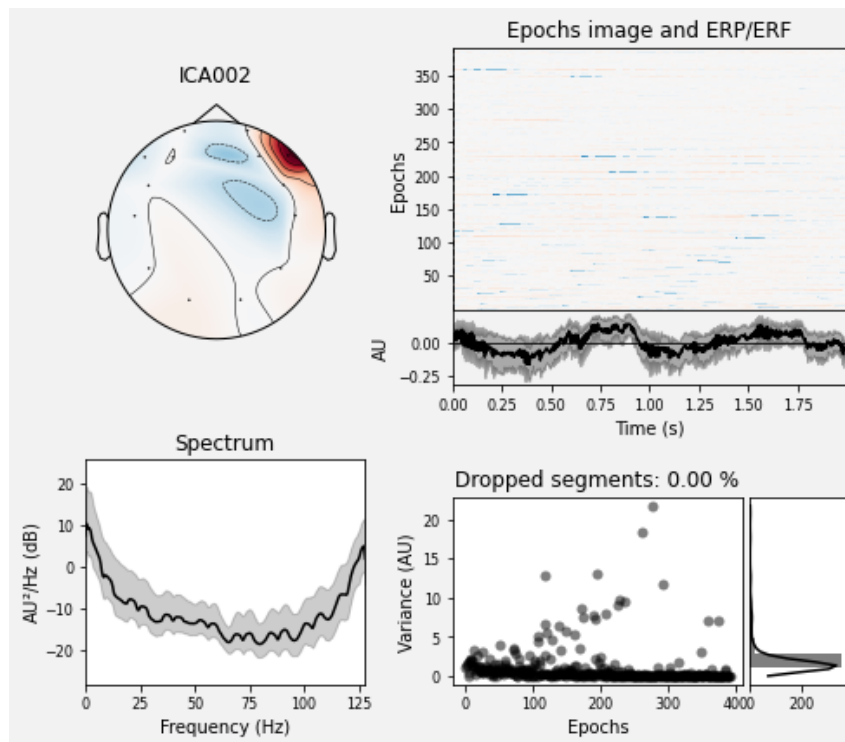 ICA002
Epochs image and ERP/ERF
Epochs
350
300
250
200
150
100
50
AU
0.00
−0.25
0.00 0.25 0.50 0.75 1.00 1.25 1.50 1.75
Time (s)
Spectrum
AU²/Hz (dB)
20
10
0
−10
−20
0 25 50 75 100 125
Frequency (Hz)
Dropped segments: 0.00 %
Variance (AU)
20
15
10
5
0
0 100 200 300 400
Epochs
0 200